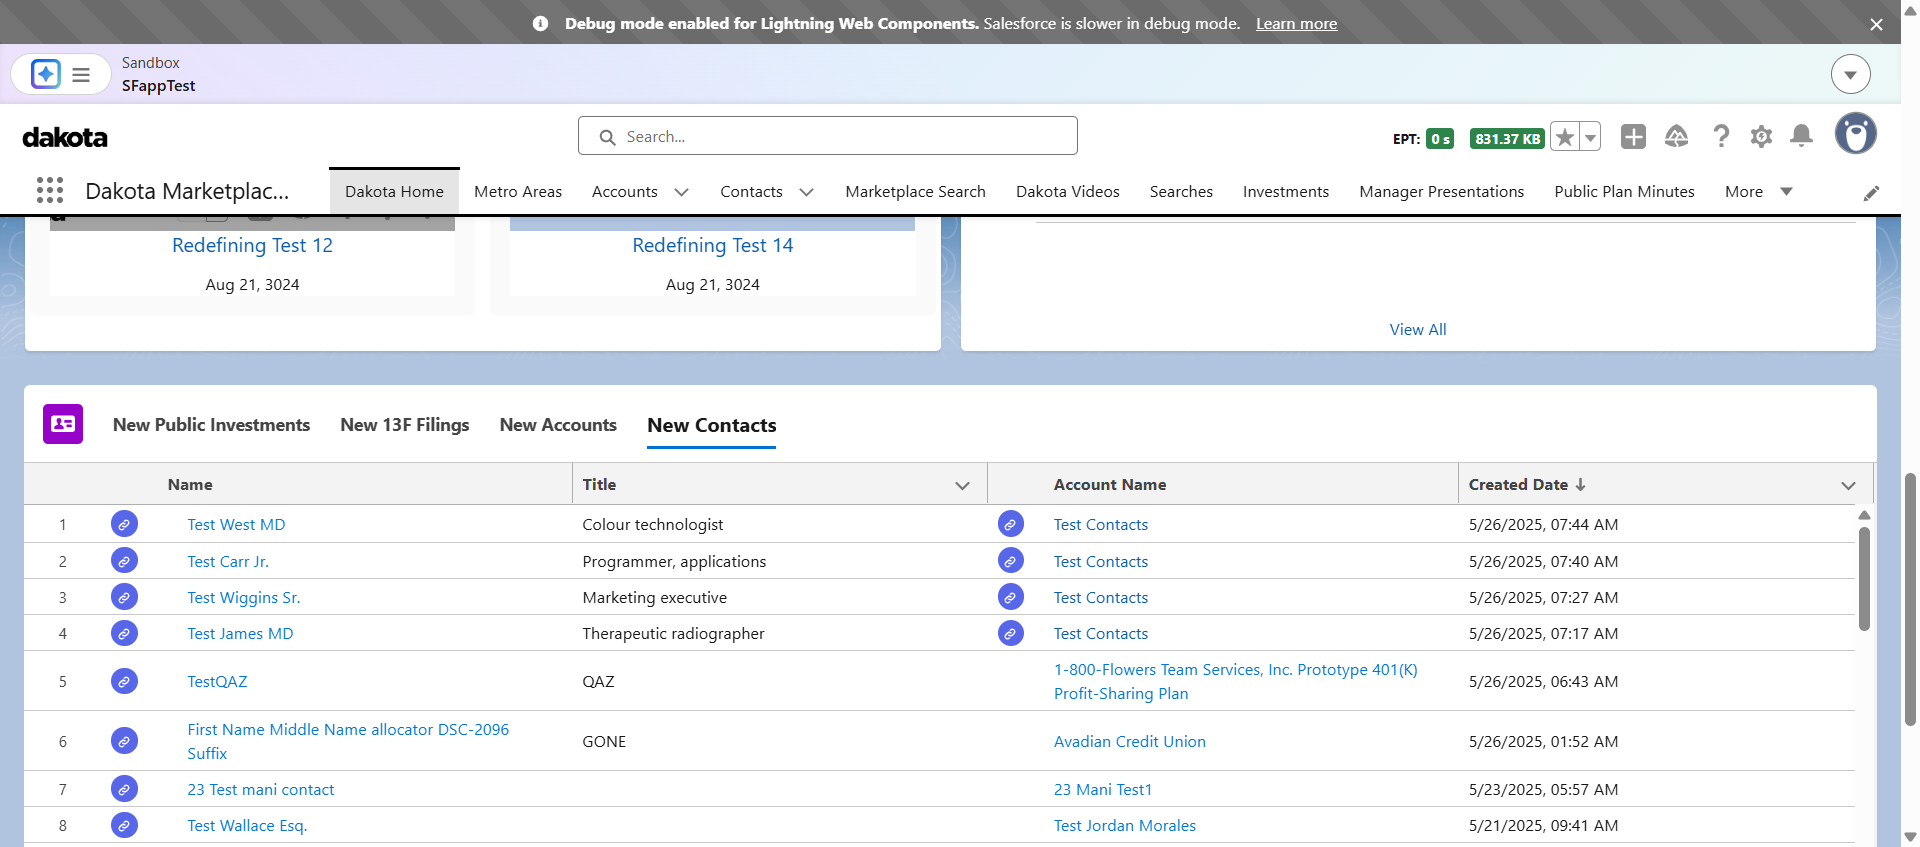 Debug mode enabled for Lightning Web Components. Salesforce is slower in debug mode. Learn more
Sandbox
SFappTest
dakota
Search...
EPT: 0 s 831.37 KB
Dakota Marketplac... Dakota Home Metro Areas Accounts Contacts Marketplace Search Dakota Videos Searches Investments Manager Presentations Public Plan Minutes More
Redefining Test 12
Aug 21, 3024
Redefining Test 14
Aug 21, 3024
View All
New Public Investments New 13F Filings New Accounts New Contacts
Name Title Account Name Created Date
1 Test West MD Colour technologist Test Contacts 5/26/2025, 07:44 AM
2 Test Carr Jr. Programmer, applications Test Contacts 5/26/2025, 07:40 AM
3 Test Wiggins Sr. Marketing executive Test Contacts 5/26/2025, 07:27 AM
4 Test James MD Therapeutic radiographer Test Contacts 5/26/2025, 07:17 AM
5 TestQAZ QAZ 1-800-Flowers Team Services, Inc. Prototype 401(K)
Profit-Sharing Plan 5/26/2025, 06:43 AM
6 First Name Middle Name allocator DSC-2096
Suffix GONE Avadian Credit Union 5/26/2025, 01:52 AM
7 23 Test mani contact 23 Mani Test1 5/23/2025, 05:57 AM
8 Test Wallace Esq. Test Jordan Morales 5/21/2025, 09:41 AM